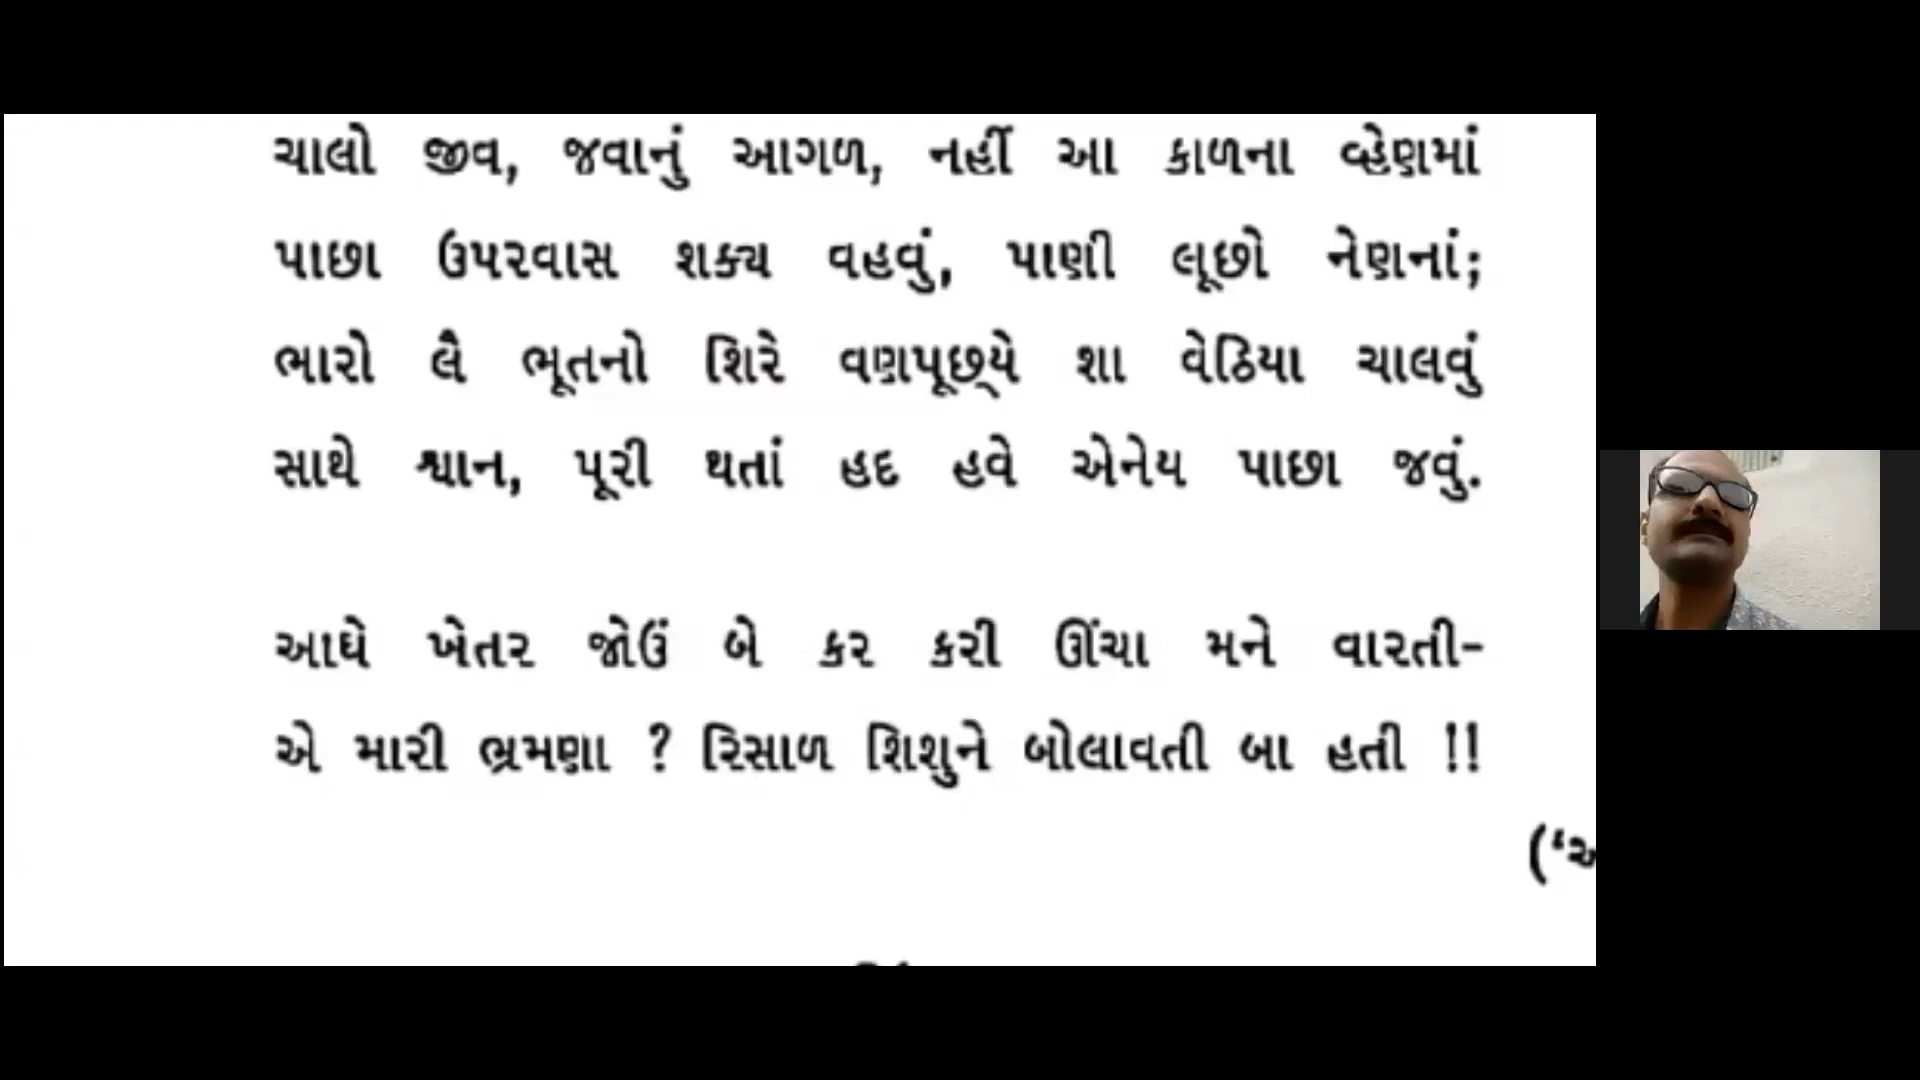 ચાલો જીવ, જવાનું આગળ, નહીં આ કાળના વ્હેણમાં
પાછા ઉપરવાસ શક્ય વહવું, પાણી લૂછો નેણનાં;
ભારો લૈ ભૂતનો શિરે વણપૂછ્યે શા વેઠિયા ચાલવું
સાથે શ્વાન, પૂરી થતાં હદ હવે એનેય પાછા જવું.
આઘે ખેતર જોઉં બે કર કરી ઊંચા મને વારતી-
એ મારી ભ્રમણા ? રિસાળ શિશુને બોલાવતી બા હતી !!